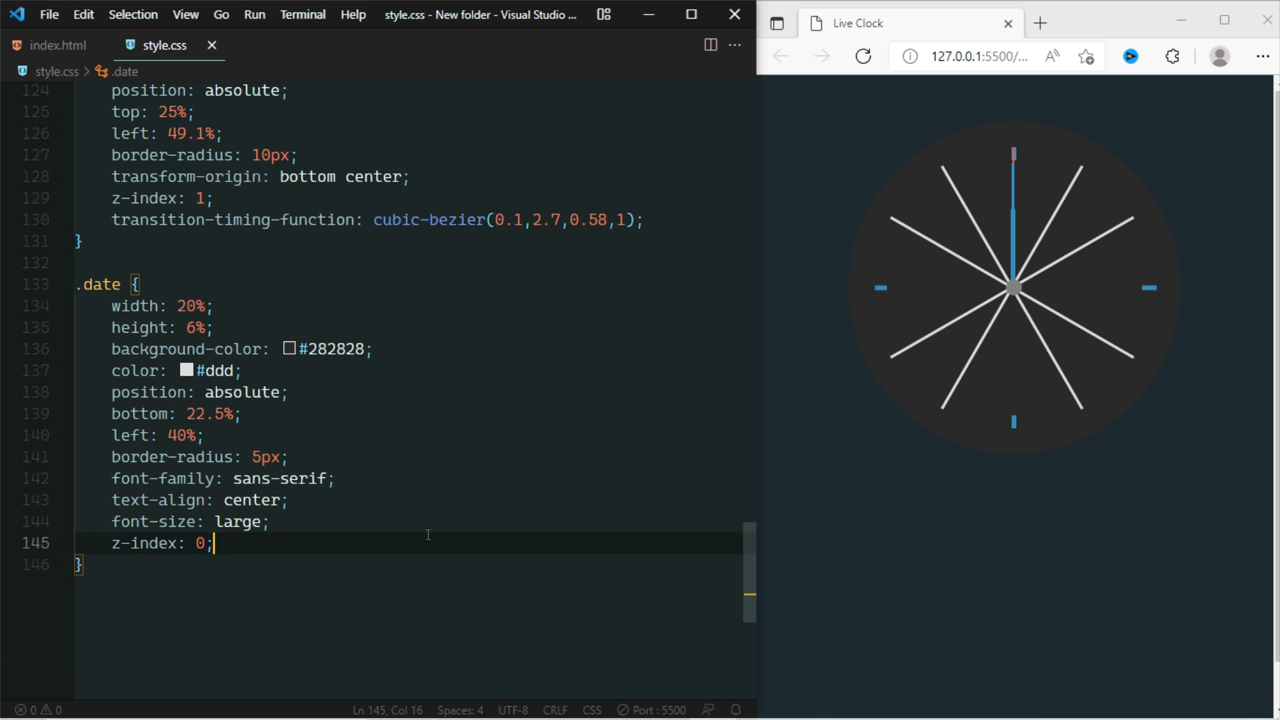 File Edit Selection View Go Run Terminal Help style.css - New folder - Visual Studio ...
Live Clock
index.html style.css
127.0.0.1:5500/...
style.css > .date
124 position: absolute;
125 top: 25%;
126 left: 49.1%;
127 border-radius: 10px;
128 transform-origin: bottom center;
129 z-index: 1;
130 transition-timing-function: cubic-bezier(0.1,2.7,0.58,1);
131 }
132
133 .date {
134 width: 20%;
135 height: 6%;
136 background-color: #282828;
137 color: #ddd;
138 position: absolute;
139 bottom: 22.5%;
140 left: 40%;
141 border-radius: 5px;
142 font-family: sans-serif;
143 text-align: center;
144 font-size: large;
145 z-index: 0;
146 }
0 0 Ln 145, Col 16 Spaces: 4 UTF-8 CRLF CSS Port : 5500